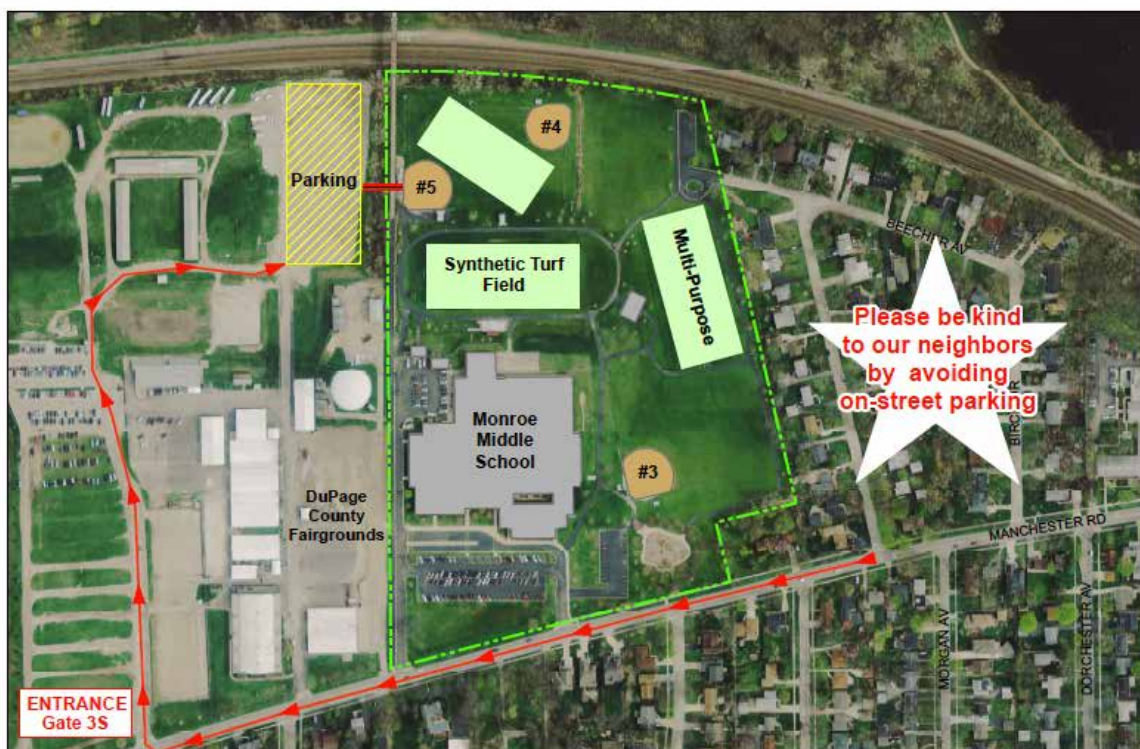 Parking
#4
#5
Synthetic Turf
Field
Multi-Purpose
BEECHER AV
Please be kind
to our neighbors
by avoiding
on-street parking
Monroe
Middle
School
#3
DuPage
County
Fairgrounds
MANCHESTER RD
MORGAN AV
DORCHESTER AV
ENTRANCE
Gate 3S